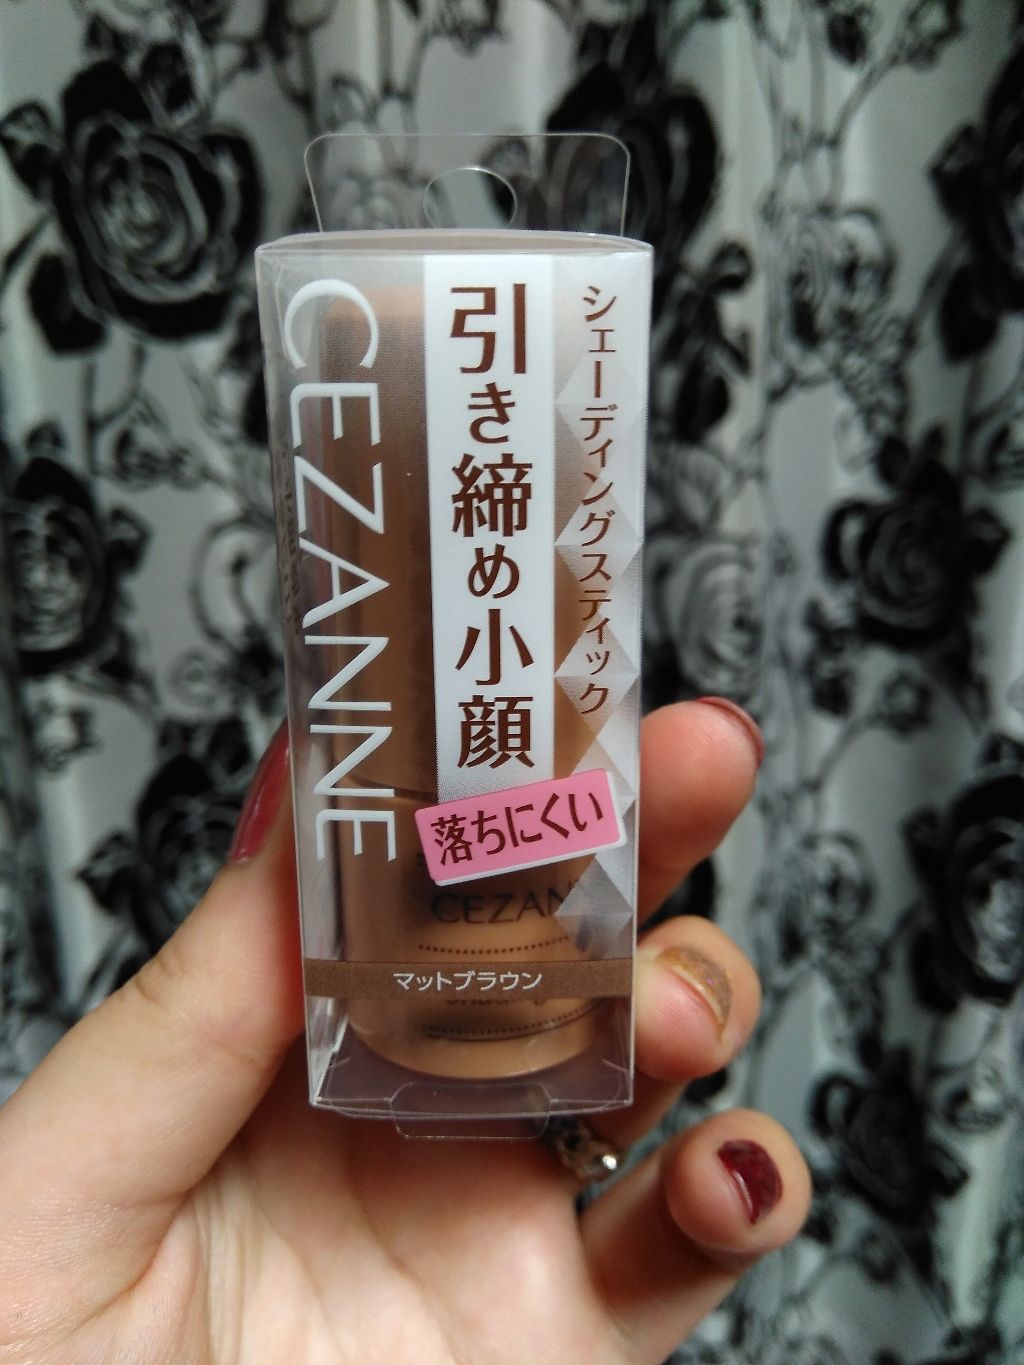 シェーディングスティック
引き締め小顔
CEZANNE
落ちにくい
CEZAN
マットブラウン